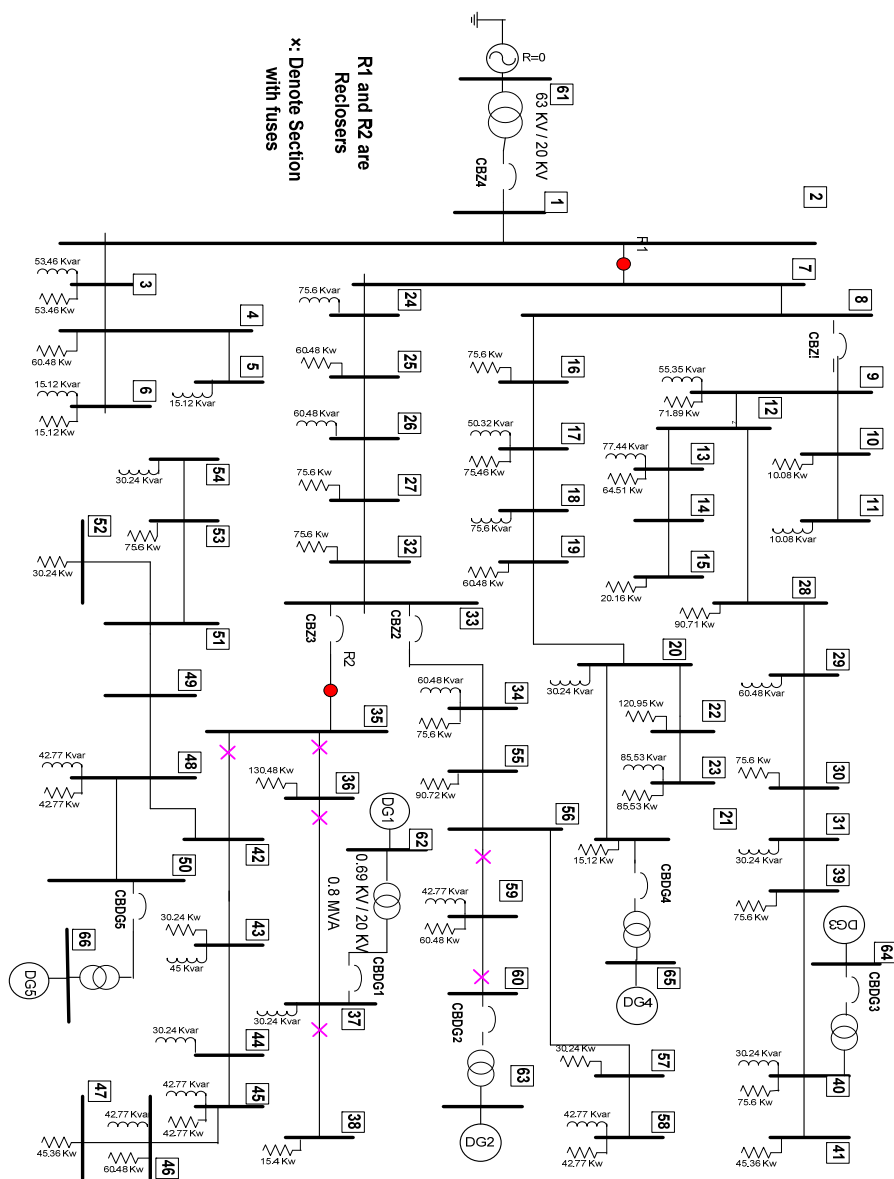 R=0
61
63 KV / 20 KV
CBZ4
1
2
R1 and R2 are
Reclosers
x: Denote Section
with fuses
R1
7
8
CBZ!
53.46 Kvar
3
53.46 Kw
4
60.48 Kw
5
15.12 Kvar
15.12 Kvar
6
15.12 Kw
75.6 Kvar
24
60.48 Kw
25
60.48 Kvar
26
75.6 Kw
27
75.6 Kw
32
33
CBZ3
CBZ2
R2
75.6 Kw
16
50.32 Kvar
17
75.46 Kw
18
75.6 Kvar
19
60.48 Kw
55.35 Kvar
9
71.89 Kw
12
z
10
10.08 Kw
11
10.08 Kvar
77.44 Kvar
13
64.51 Kw
14
15
20.16 Kw
28
90.71 Kw
29
60.48 Kvar
75.6 Kw
30
31
30.24 Kvar
39
75.6 Kw
DG3
64
CBDG3
30.24 Kvar
75.6 Kw
40
41
45.36 Kw
20
30.24 Kvar
120.95 Kw
22
85.53 Kvar
23
85.53 Kw
21
15.12 Kw
CBDG4
65
DG4
60.48 Kvar
34
75.6 Kw
55
90.72 Kw
56
42.77 Kvar
59
60.48 Kw
60
CBDG2
63
DG2
30.24 Kw
57
42.77 Kvar
58
42.77 Kw
35
130.48 Kw
36
DG1
62
0.69 KV / 20 KV
0.8 MVA
CBDG1
37
30.24 Kvar
38
15.4 Kw
54
30.24 Kvar
53
75.6 Kw
52
30.24 Kw
51
49
42.77 Kvar
48
42.77 Kw
42
50
CBDG5
66
DG5
30.24 Kw
43
45 Kvar
44
30.24 Kvar
42.77 Kvar
45
42.77 Kw
47
42.77 Kvar
45.36 Kw
60.48 Kw
46